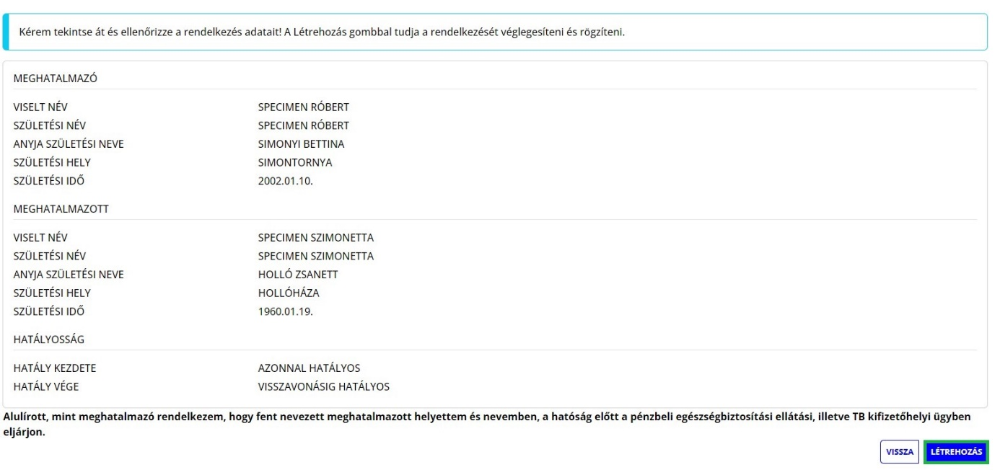 Kérem tekintse át és ellenőrizze a rendelkezés adatait! A Létrehozás gombbal tudja a rendelkezését véglegesíteni és rögzíteni.
MEGHATALMAZÓ
VISELT NÉV SPECIMEN RÓBERT
SZÜLETÉSI NÉV SPECIMEN RÓBERT
ANYJA SZÜLETÉSI NEVE SIMONYI BETTINA
SZÜLETÉSI HELY SIMONTORNYA
SZÜLETÉSI IDŐ 2002.01.10.
MEGHATALMAZOTT
VISELT NÉV SPECIMEN SZIMONETTA
SZÜLETÉSI NÉV SPECIMEN SZIMONETTA
ANYJA SZÜLETÉSI NEVE HOLLÓ ZSANETT
SZÜLETÉSI HELY HOLLÓHÁZA
SZÜLETÉSI IDŐ 1960.01.19.
HATÁLYOSSÁG
HATÁLY KEZDETE AZONNAL HATÁLYOS
HATÁLY VÉGE VISSZAVONÁSIG HATÁLYOS
Alulírott, mint meghatalmazó rendelkezem, hogy fent nevezett meghatalmazott helyettem és nevemben, a hatóság előtt a pénzbeli egészségbiztosítási ellátási, illetve TB kifizetőhelyi ügyben
eljárjon.
VISSZA LÉTREHOZÁS